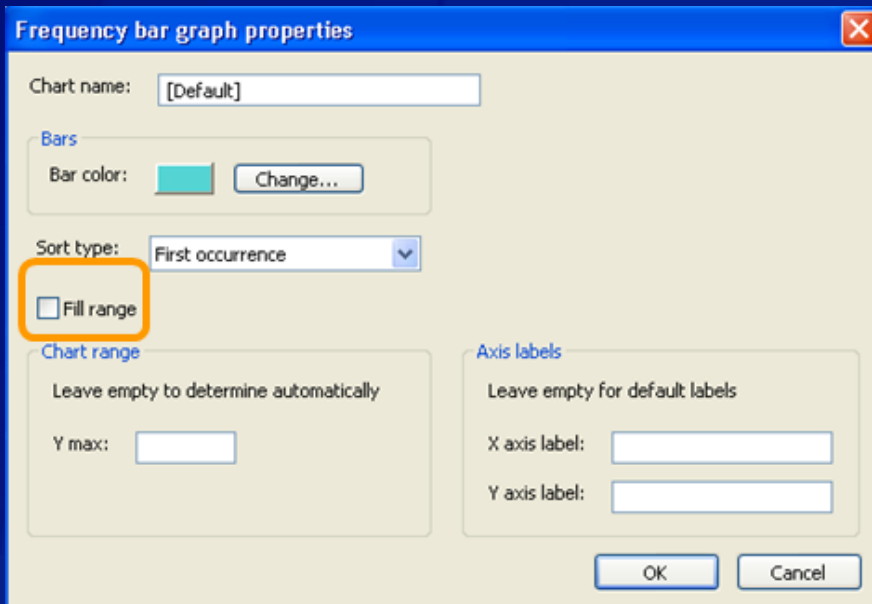 Frequency bar graph properties
Chart name: [Default]
Bars
Bar color: Change...
Sort type: First occurrence
Fill range
Chart range
Leave empty to determine automatically
Y max:
Axis labels
Leave empty for default labels
X axis label:
Y axis label:
OK Cancel